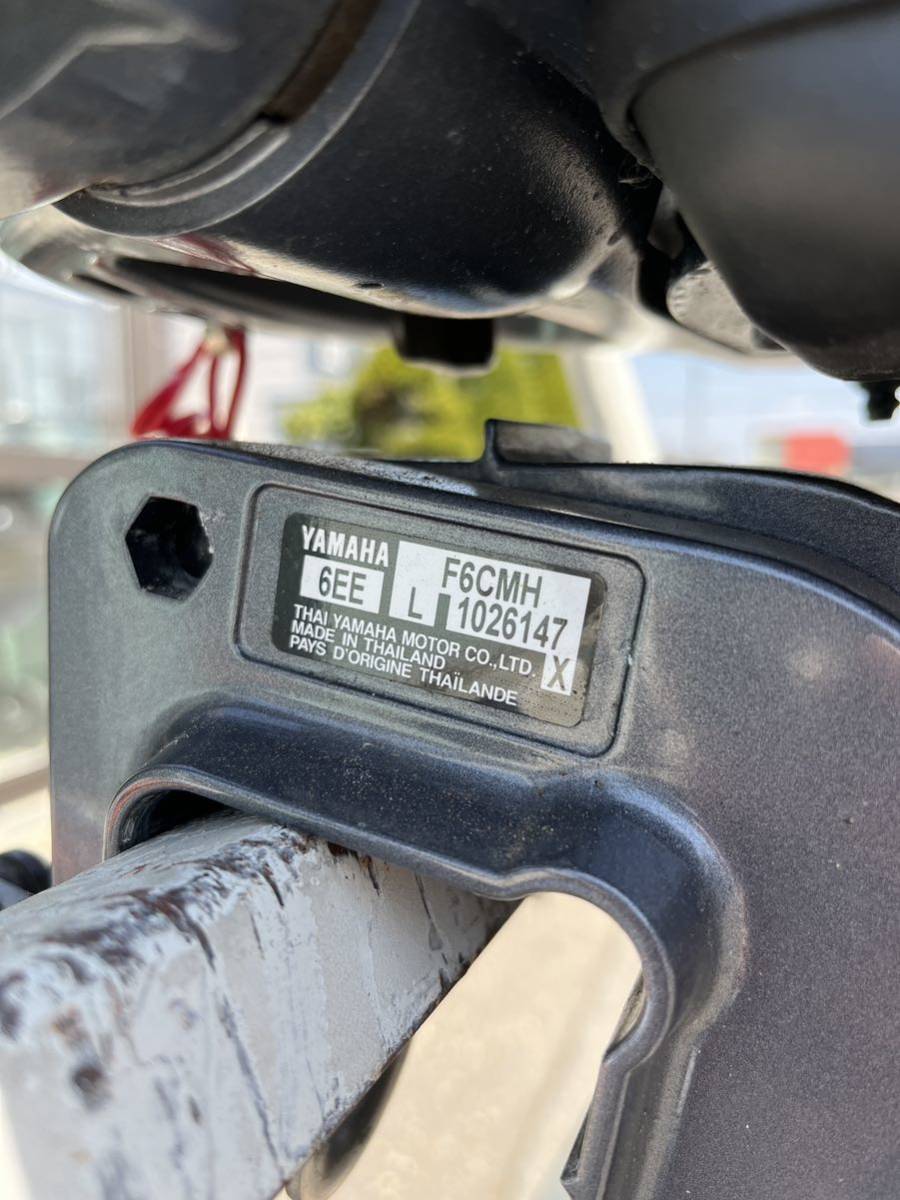 YAMAHA
6EE
F6CMH
L 1026147
X
THAI YAMAHA MOTOR CO.,LTD.
MADE IN THAILAND
PAYS D'ORIGINE THAÏLANDE